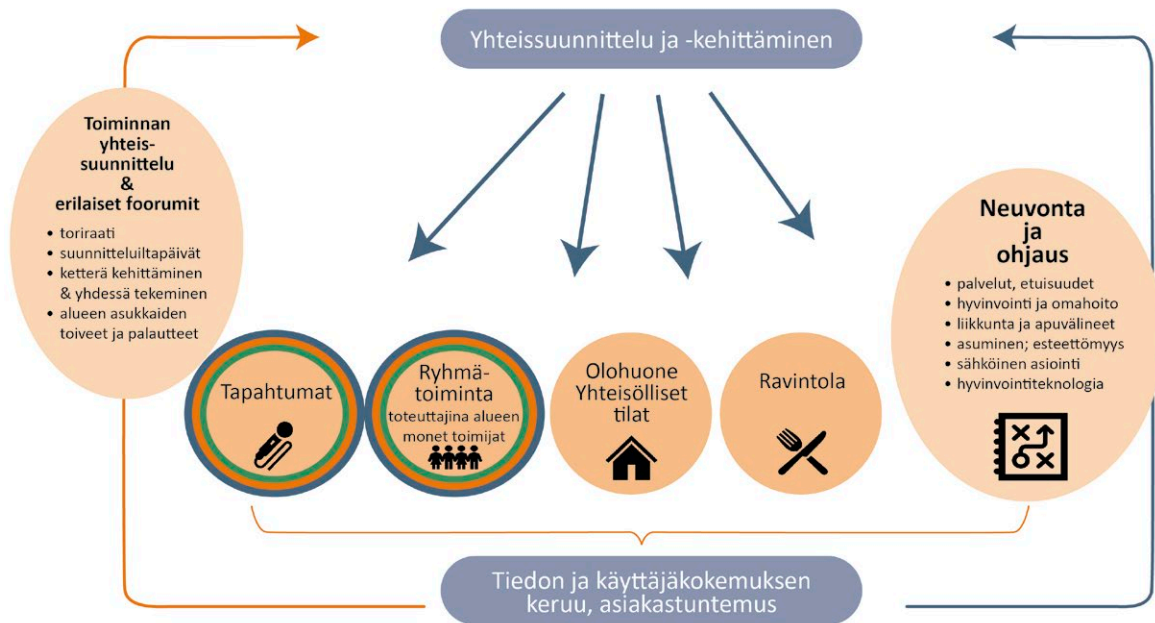 Yhteissuunnittelu ja -kehittäminen
Toiminnan
yhteis-
suunnittelu
&
erilaiset foorumit
• toriraati
• suunnitteluiltapäivät
• ketterä kehittäminen
& yhdessä tekeminen
• alueen asukkaiden
toiveet ja palautteet
Tapahtumat
Ryhmä-
toiminta
toteuttajina alueen
monet toimijat
Olohuone
Yhteisölliset
tilat
Ravintola
Neuvonta
ja
ohjaus
• palvelut, etuisuudet
• hyvinvointi ja omahoito
• liikkunta ja apuvälineet
• asuminen; esteettömyys
• sähköinen asiointi
• hyvinvointiteknologia
Tiedon ja käyttäjäkokemuksen
keruu, asiakastuntemus